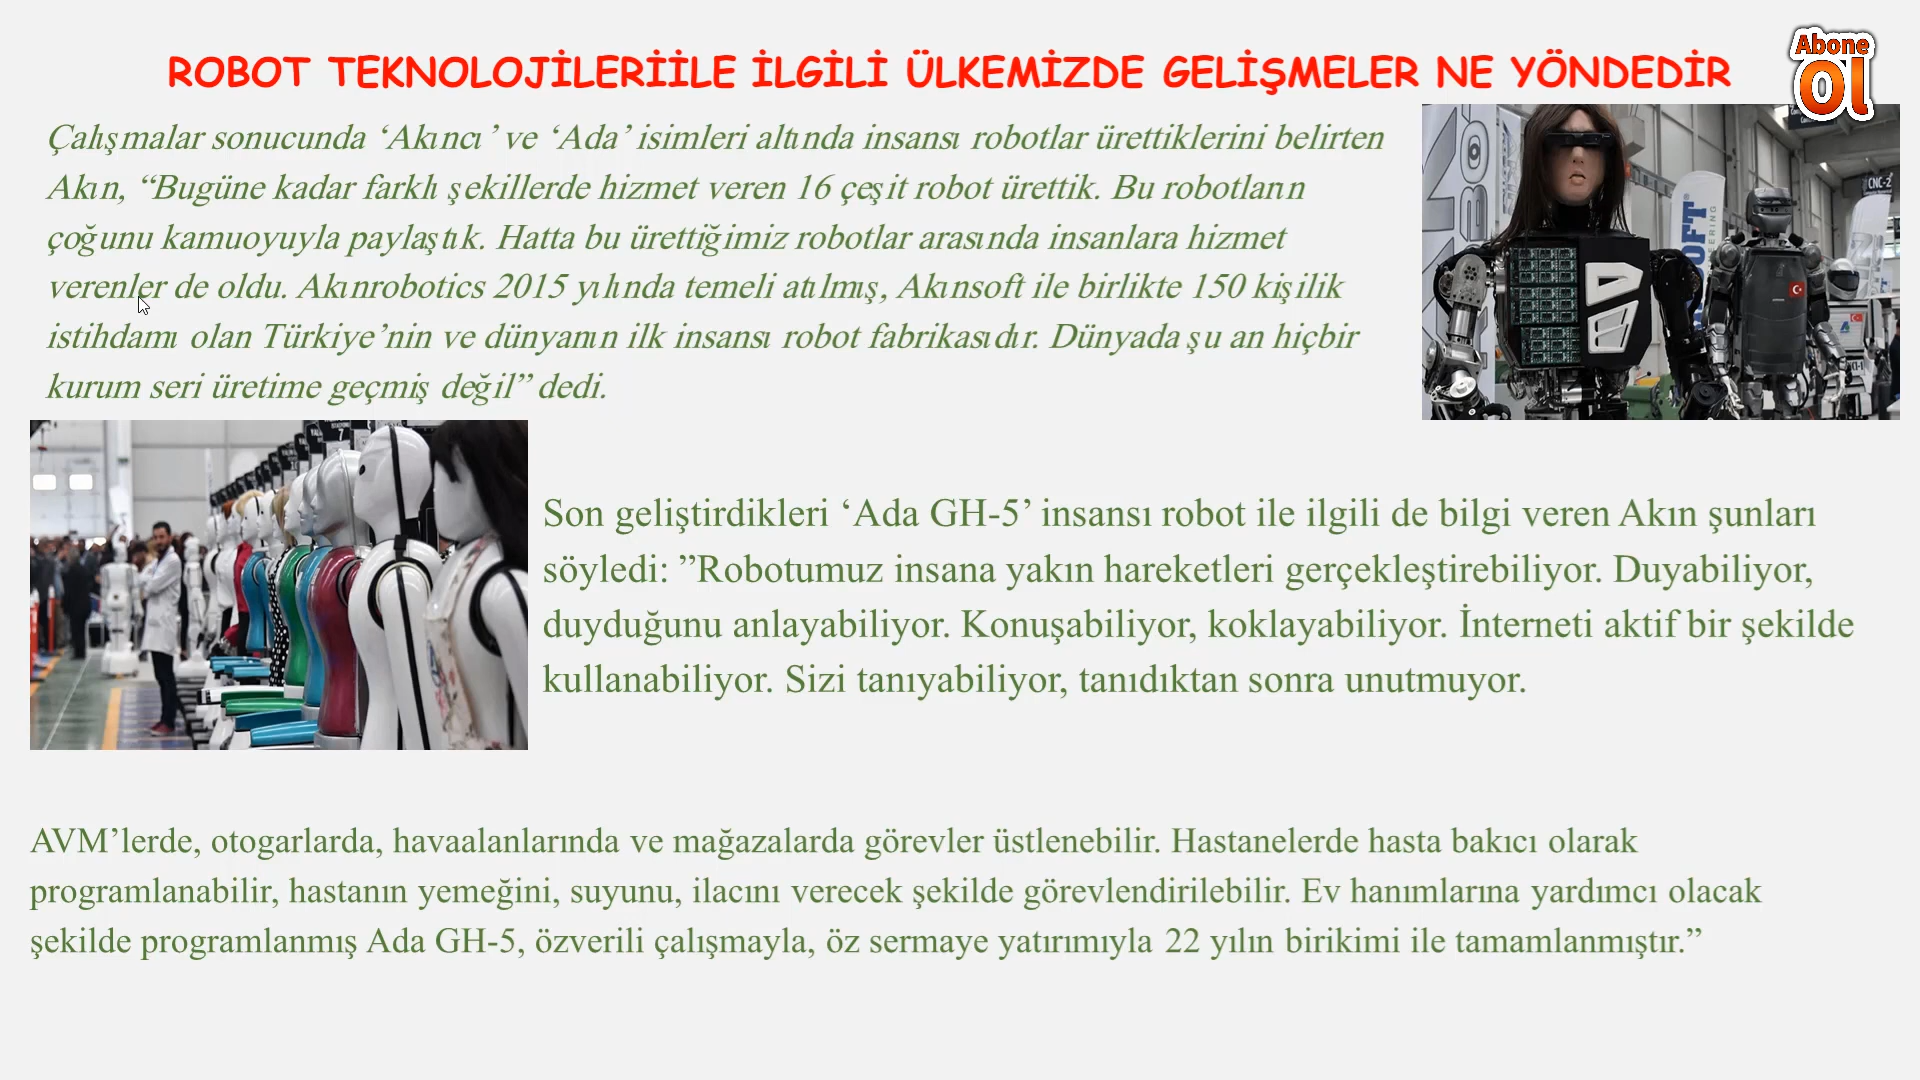 ROBOT TEKNOLOJİLERİİLE İLGİLİ ÜLKEMİZDE GELİŞMELER NE YÖNDEDİR
Abone
Ol
Çalışmalar sonucunda ‘Akıncı’ ve ‘Ada’ isimleri altında insansı robotlar ürettiklerini belirten
Akın, “Bugüne kadar farklı şekillerde hizmet veren 16 çeşit robot ürettik. Bu robotların
çoğunu kamuoyuyla paylaştık. Hatta bu ürettiğimiz robotlar arasında insanlara hizmet
verenler de oldu. Akınrobotics 2015 yılında temeli atılmış, Akınsoft ile birlikte 150 kişilik
istihdamı olan Türkiye’nin ve dünyanın ilk insansı robot fabrikasıdır. Dünyada şu an hiçbir
kurum seri üretime geçmiş değil” dedi.
CNC-2
Son geliştirdikleri ‘Ada GH-5’ insansı robot ile ilgili de bilgi veren Akın şunları
söyledi: ”Robotumuz insana yakın hareketleri gerçekleştirebiliyor. Duyabiliyor,
duyduğunu anlayabiliyor. Konuşabiliyor, koklayabiliyor. İnterneti aktif bir şekilde
kullanabiliyor. Sizi tanıyabiliyor, tanıdıktan sonra unutmuyor.
AVM’lerde, otogarlarda, havaalanlarında ve mağazalarda görevler üstlenebilir. Hastanelerde hasta bakıcı olarak
programlanabilir, hastanın yemeğini, suyunu, ilacını verecek şekilde görevlendirilebilir. Ev hanımlarına yardımcı olacak
şekilde programlanmış Ada GH-5, özverili çalışmayla, öz sermaye yatırımıyla 22 yılın birikimi ile tamamlanmıştır.”